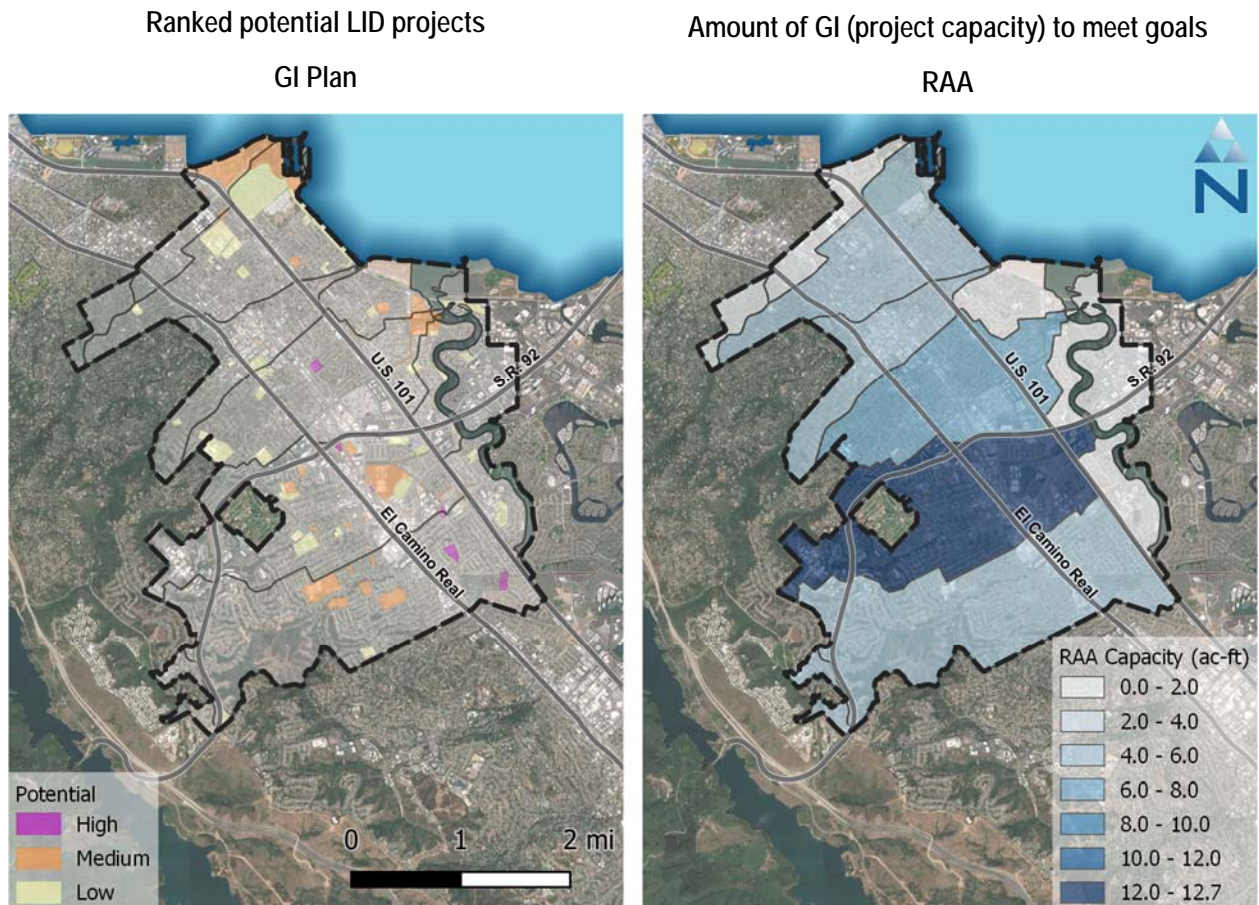 Ranked potential LID projects
GI Plan
Amount of GI (project capacity) to meet goals
RAA
U.S. 101
S.R. 92
El Camino Real
Potential
High
Medium
Low
0 1 2 mi
N
U.S. 101
S.R. 92
El Camino Real
RAA Capacity (ac-ft)
0.0 - 2.0
2.0 - 4.0
4.0 - 6.0
6.0 - 8.0
8.0 - 10.0
10.0 - 12.0
12.0 - 12.7